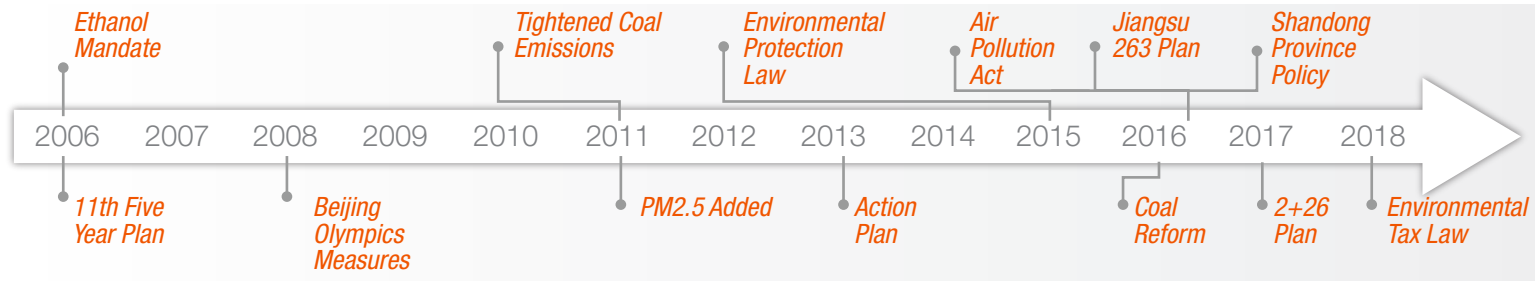 Ethanol
Mandate
Tightened Coal
Emissions
Environmental
Protection
Law
Air
Pollution
Act
Jiangsu
263 Plan
Shandong
Province
Policy
2006 2007 2008 2009 2010 2011 2012 2013 2014 2015 2016 2017 2018
11th Five
Year Plan
Beijing
Olympics
Measures
PM2.5 Added
Action
Plan
Coal
Reform
2+26
Plan
Environmental
Tax Law